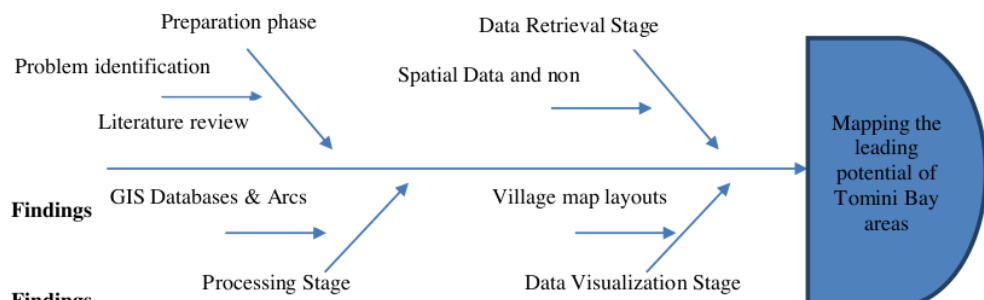 Preparation phase
Data Retrieval Stage
Problem identification
Spatial Data and non
Literature review
Mapping the
leading
potential of
Tomini Bay
areas
GIS Databases & Arcs
Village map layouts
Findings
Processing Stage
Data Visualization Stage
Findings